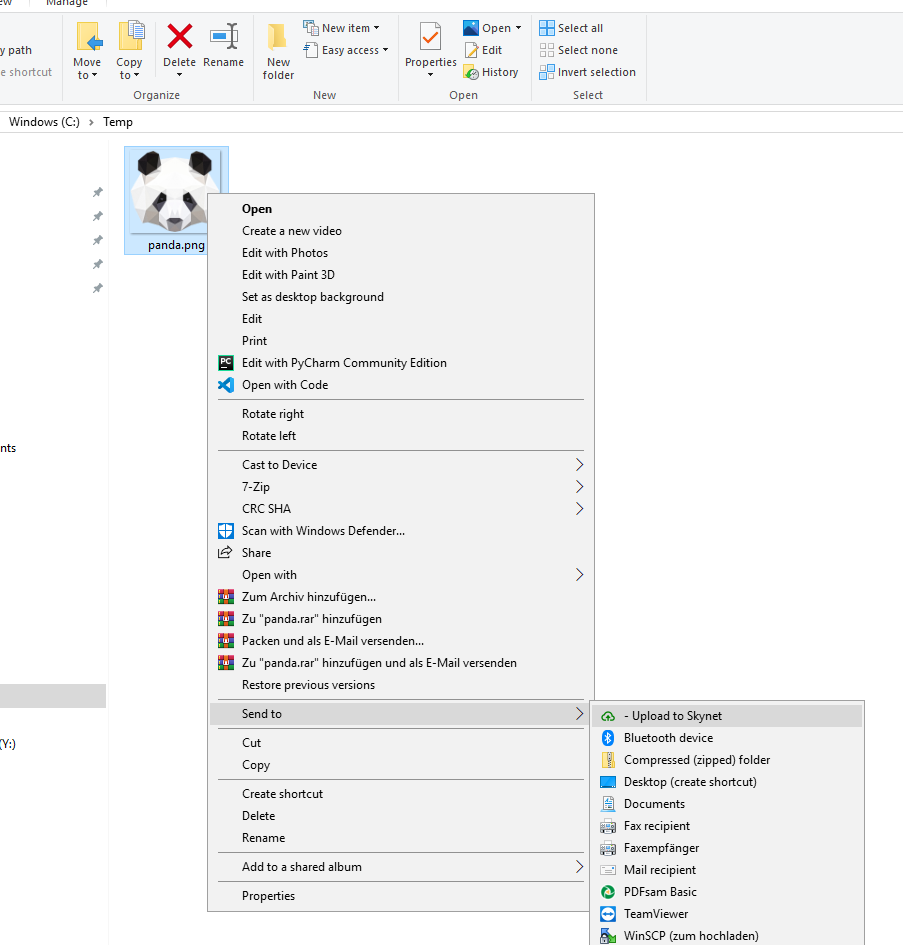 Manage
y path
e shortcut
Move to
Copy to
Delete
Rename
New folder
New item
Easy access
Properties
Open
Edit
History
Select all
Select none
Invert selection
Organize
New
Open
Select
Windows (C:) > Temp
panda.png
nts
(Y:)
Open
Create a new video
Edit with Photos
Edit with Paint 3D
Set as desktop background
Edit
Print
PC Edit with PyCharm Community Edition
Open with Code
Rotate right
Rotate left
Cast to Device
7-Zip
CRC SHA
Scan with Windows Defender...
Share
Open with
Zum Archiv hinzufügen...
Zu "panda.rar" hinzufügen
Packen und als E-Mail versenden...
Zu "panda.rar" hinzufügen und als E-Mail versenden
Restore previous versions
Send to
Cut
Copy
Create shortcut
Delete
Rename
Add to a shared album
Properties
- Upload to Skynet
Bluetooth device
Compressed (zipped) folder
Desktop (create shortcut)
Documents
Fax recipient
Faxempfänger
Mail recipient
PDFsam Basic
TeamViewer
WinSCP (zum hochladen)